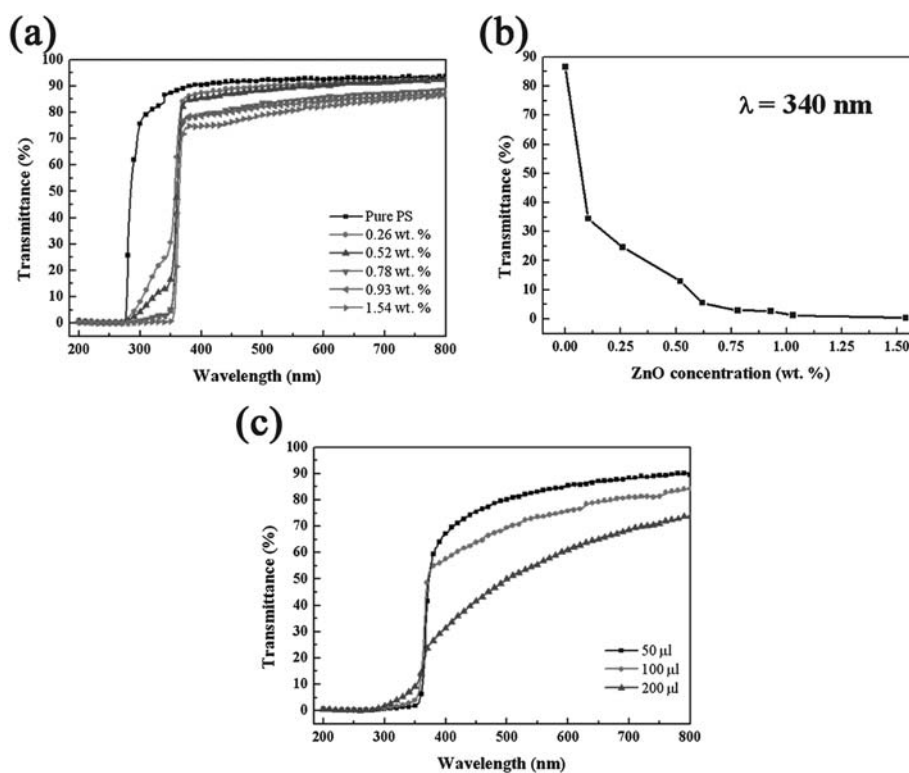 (a)
100
90
80
70
60
50
40
30
20
10
0
Transmittance (%)
Pure PS
0.26 wt. %
0.52 wt. %
0.78 wt. %
0.93 wt. %
1.54 wt. %
200 300 400 500 600 700 800
Wavelength (nm)
(b)
90
80
70
60
50
40
30
20
10
0
Transmittance (%)
λ = 340 nm
0.00 0.25 0.50 0.75 1.00 1.25 1.50
ZnO concentration (wt. %)
(c)
100
90
80
70
60
50
40
30
20
10
0
Transmittance (%)
50 µl
100 µl
200 µl
200 300 400 500 600 700 800
Wavelength (nm)